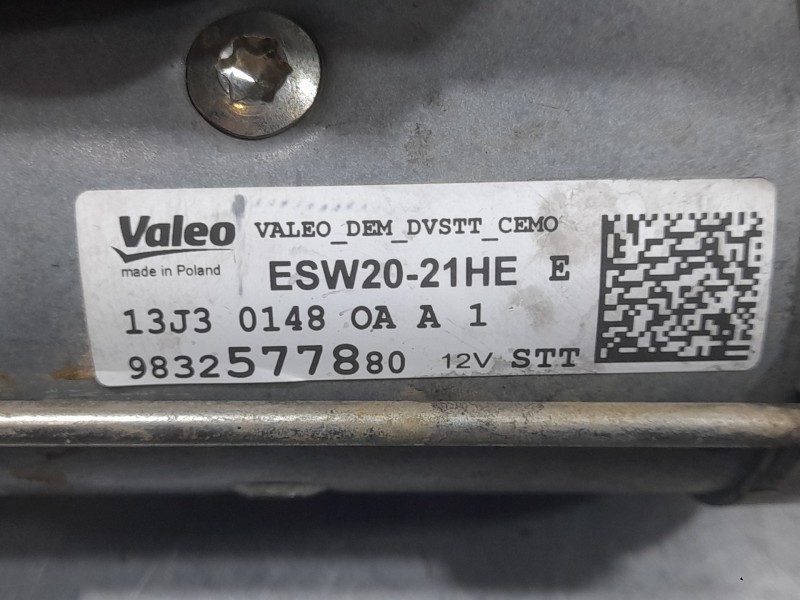 Valeo VALEO_DEM_DVSTT_CEMO
made in Poland ESW20-21HE E
13J3 0148 OA A 1
9832577880 12V STT